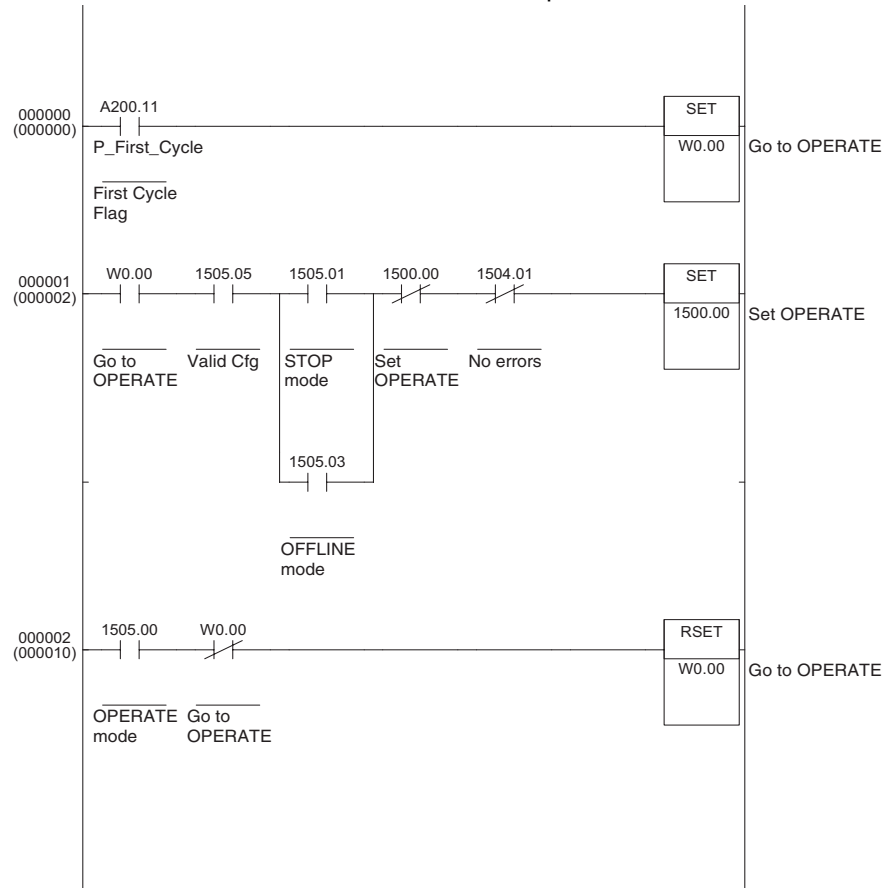 000000
(000000)
A200.11
P_First_Cycle
First Cycle
Flag
SET
W0.00
Go to OPERATE
000001
(000002)
W0.00 1505.05 1505.01 1500.00 1504.01
Go to
OPERATE
Valid Cfg
STOP
mode
Set
OPERATE
No errors
SET
1500.00
Set OPERATE
1505.03
OFFLINE
mode
000002
(000010)
1505.00 W0.00
OPERATE
mode
Go to
OPERATE
RSET
W0.00
Go to OPERATE